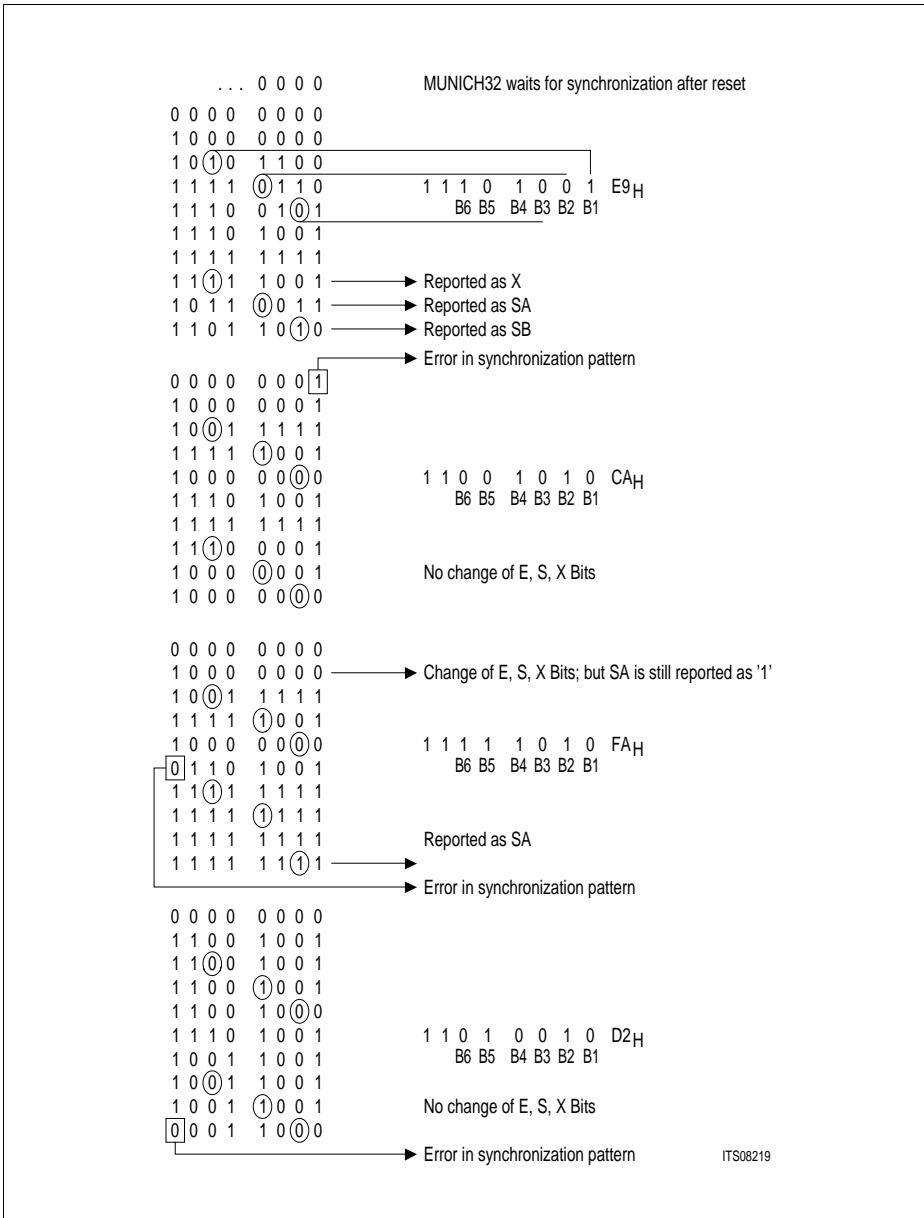 ... 0 0 0 0 MUNICH32 waits for synchronization after reset
0 0 0 0 0 0 0 0
1 0 0 0 0 0 0 0
1 0 1 0 1 1 0 0
1 1 1 1 0 1 1 0 1 1 1 0 1 0 0 1 E9H
1 1 1 0 0 1 0 1 B6 B5 B4 B3 B2 B1
1 1 1 0 1 0 0 1
1 1 1 1 1 1 1 1
1 1 1 1 1 0 0 1 Reported as X
1 0 1 1 0 0 1 1 Reported as SA
1 1 0 1 1 0 1 0 Reported as SB
Error in synchronization pattern
0 0 0 0 0 0 0 1
1 0 0 0 0 0 0 1
1 0 0 1 1 1 1 1
1 1 1 1 1 0 0 1
1 0 0 0 0 0 0 0 1 1 0 0 1 0 1 0 CAH
1 1 1 0 1 0 0 1 B6 B5 B4 B3 B2 B1
1 1 1 1 1 1 1 1
1 1 1 0 0 0 0 1
1 0 0 0 0 0 0 1 No change of E, S, X Bits
1 0 0 0 0 0 0 0
0 0 0 0 0 0 0 0
1 0 0 0 0 0 0 0 Change of E, S, X Bits; but SA is still reported as '1'
1 0 0 1 1 1 1 1
1 1 1 1 1 0 0 1
1 0 0 0 0 0 0 0 1 1 1 1 1 0 1 0 FAH
0 1 1 0 1 0 0 1 B6 B5 B4 B3 B2 B1
1 1 1 1 1 1 1 1
1 1 1 1 1 1 1 1
1 1 1 1 1 1 1 1 Reported as SA
1 1 1 1 1 1 1 1
Error in synchronization pattern
0 0 0 0 0 0 0 0
1 1 0 0 1 0 0 1
1 1 0 0 1 0 0 1
1 1 0 0 1 0 0 1
1 1 0 0 1 0 0 0
1 1 1 0 1 0 0 1 1 1 0 1 0 0 1 0 D2H
1 0 0 1 1 0 0 1 B6 B5 B4 B3 B2 B1
1 0 0 1 1 0 0 1
1 0 0 1 1 0 0 1 No change of E, S, X Bits
0 0 0 1 1 0 0 0
Error in synchronization pattern ITS08219